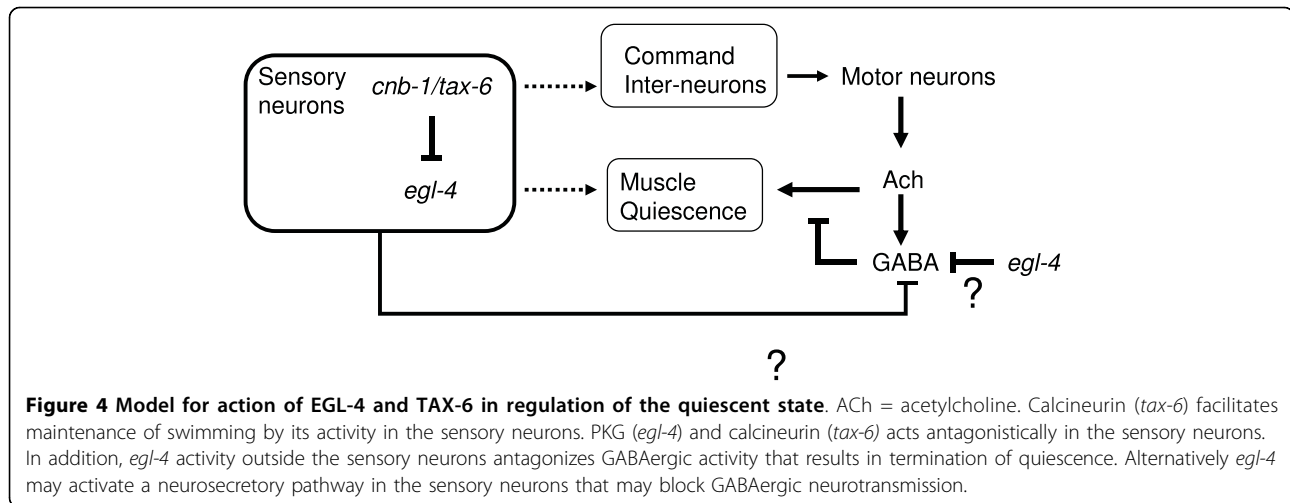 Sensory
neurons
cnb-1/tax-6
egl-4
Command
Inter-neurons
Motor neurons
Muscle
Quiescence
Ach
GABA
egl-4
?
?
Figure 4 Model for action of EGL-4 and TAX-6 in regulation of the quiescent state. ACh = acetylcholine. Calcineurin (tax-6) facilitates
maintenance of swimming by its activity in the sensory neurons. PKG (egl-4) and calcineurin (tax-6) acts antagonistically in the sensory neurons.
In addition, egl-4 activity outside the sensory neurons antagonizes GABAergic activity that results in termination of quiescence. Alternatively egl-4
may activate a neurosecretory pathway in the sensory neurons that may block GABAergic neurotransmission.